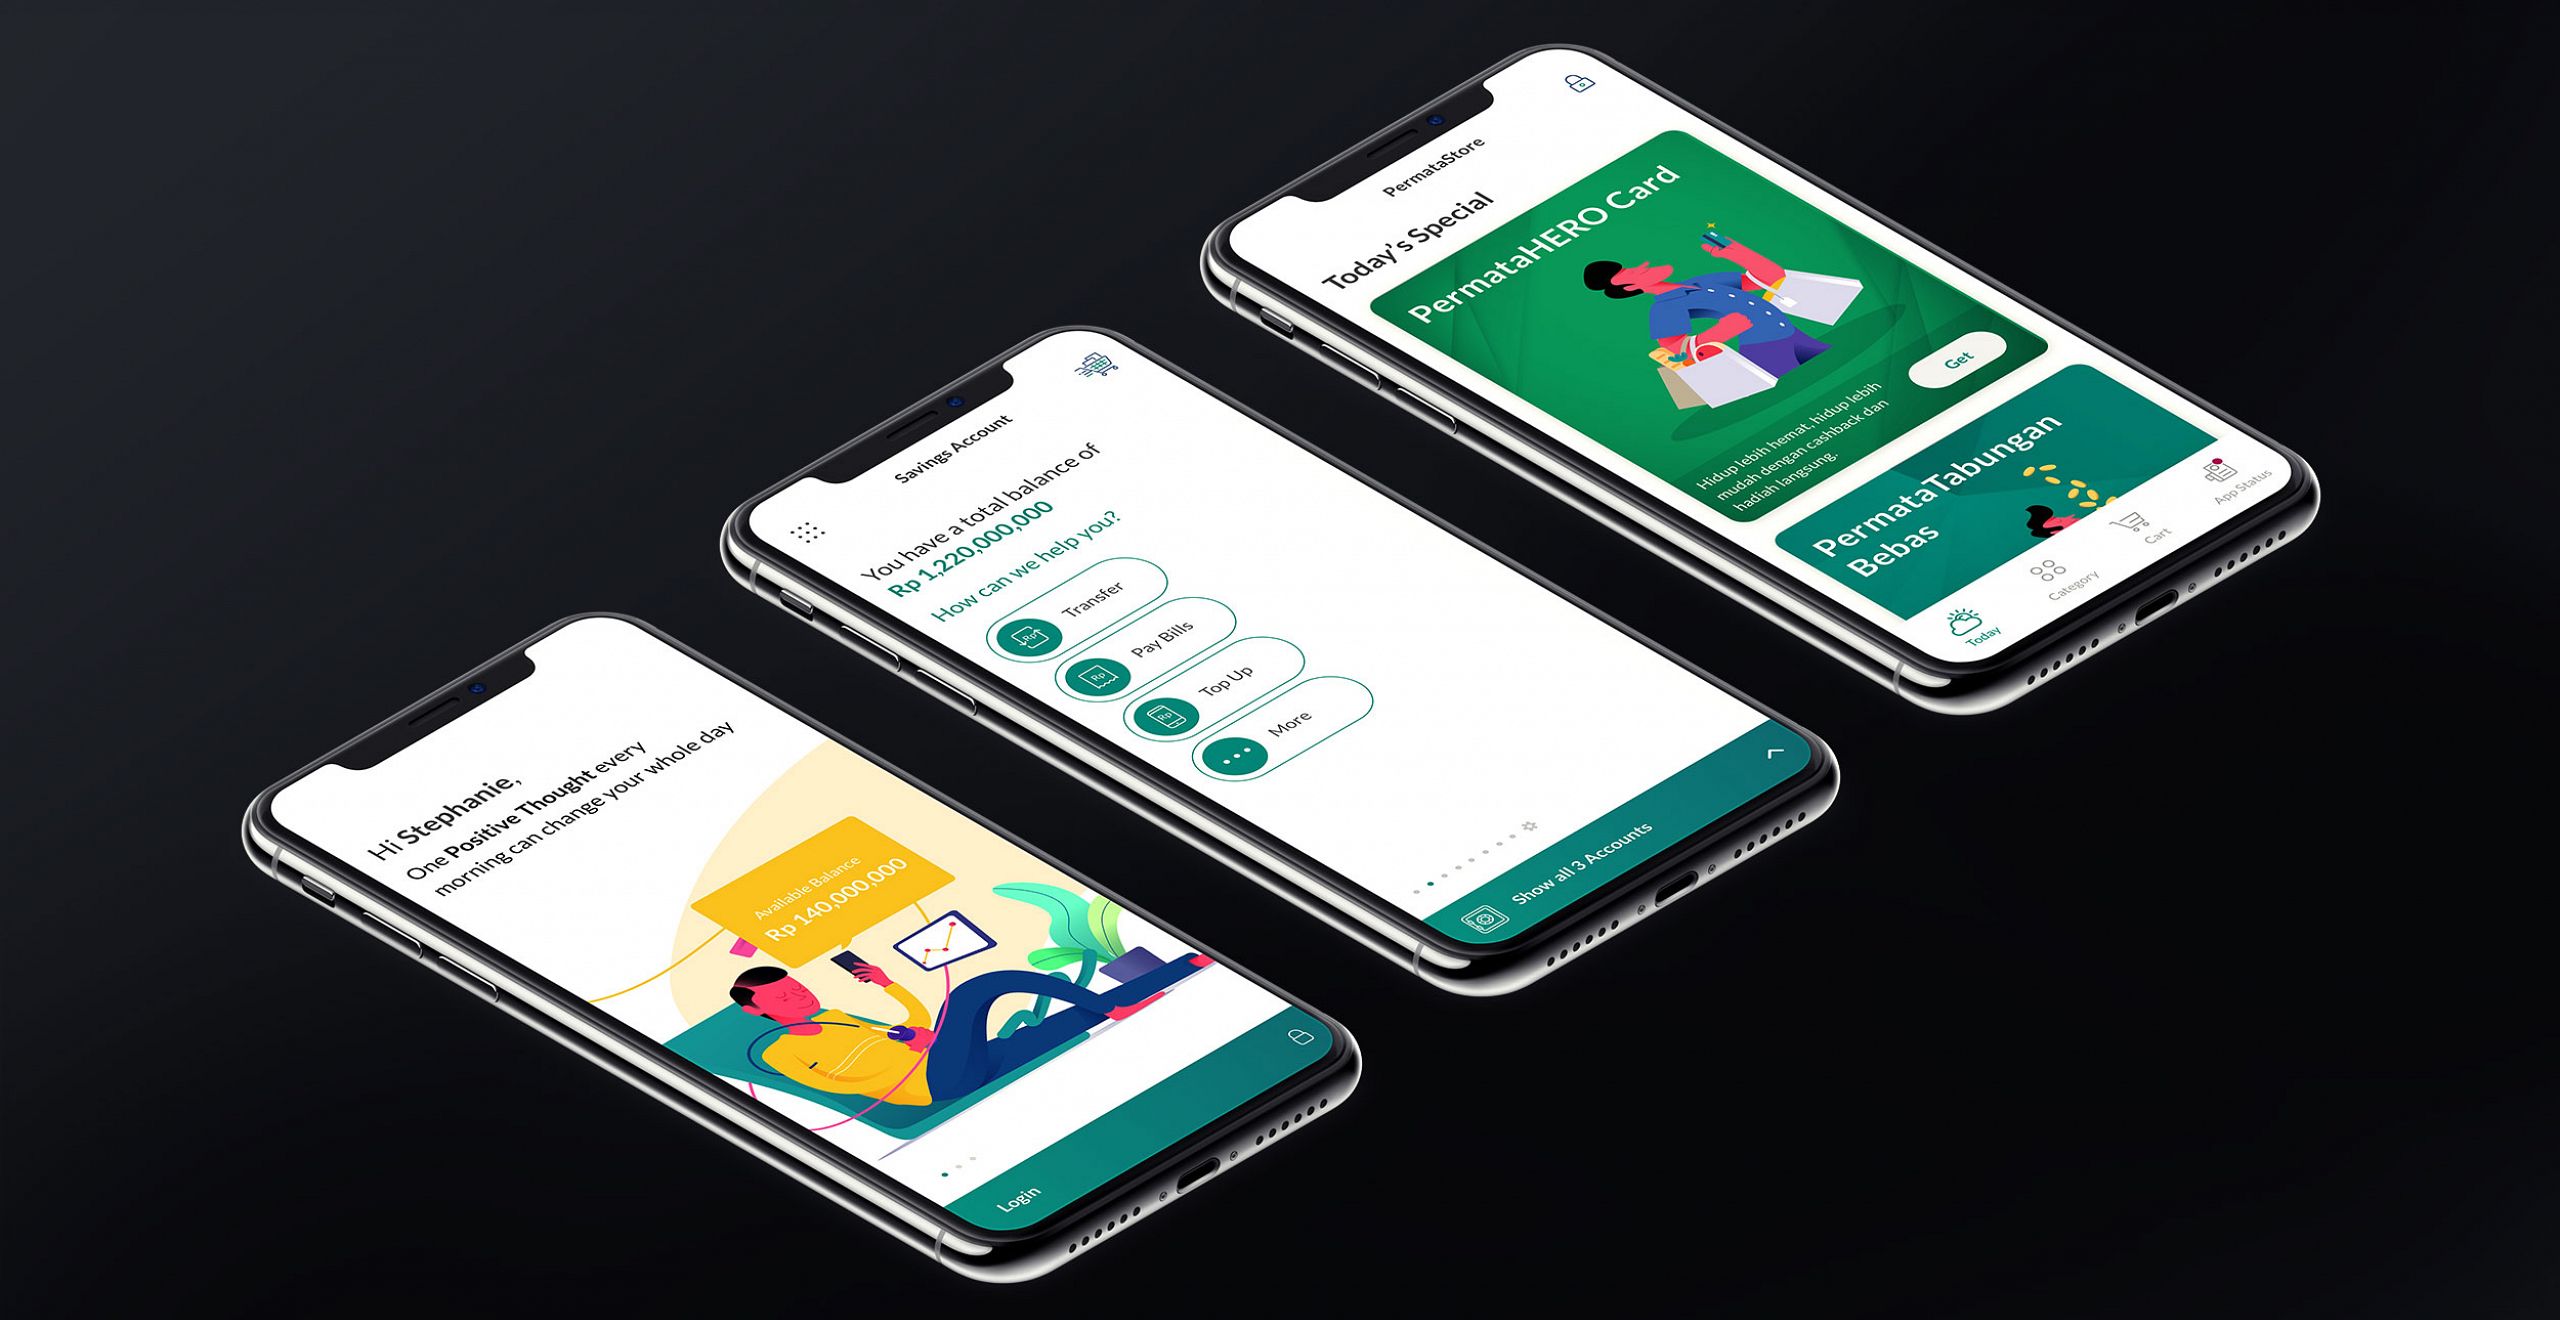 Hi Stephanie,
One Positive Thought every
morning can change your whole day
Available Balance
Rp 140,000,000
Login
Savings Account
You have a total balance of
Rp 1,220,000,000
How can we help you?
Rp
Transfer
Rp
Pay Bills
Rp
Top Up
More
Show all 3 Accounts
PermataStore
Today's Special
PermataHERO Card
Hidup lebih hemat, hidup lebih
mudah dengan cashback dan
hadiah langsung.
Get
PermataTabungan
Bebas
Today
Category
Cart
App Status